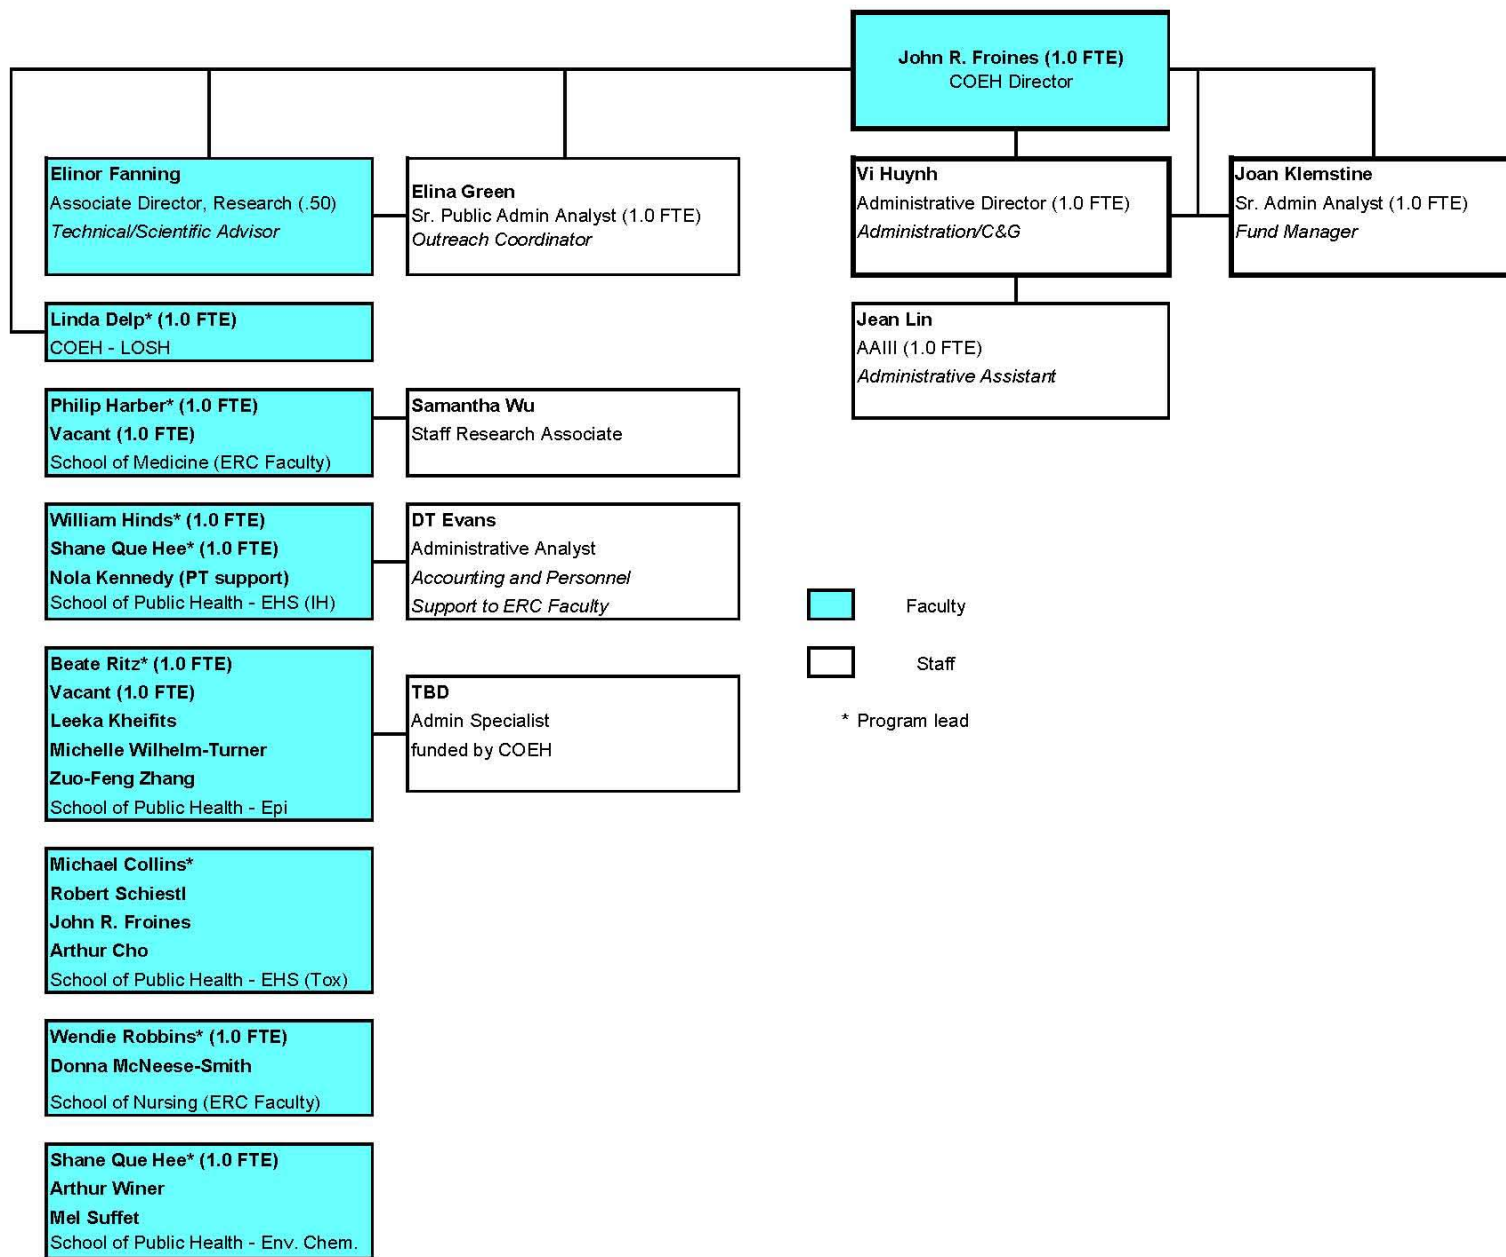 John R. Froines (1.0 FTE)
COEH Director
Elinor Fanning
Associate Director, Research (.50)
Technical/Scientific Advisor
Elina Green
Sr. Public Admin Analyst (1.0 FTE)
Outreach Coordinator
Vi Huynh
Administrative Director (1.0 FTE)
Administration/C&G
Joan Klemstine
Sr. Admin Analyst (1.0 FTE)
Fund Manager
Linda Delp* (1.0 FTE)
COEH - LOSH
Jean Lin
AAIII (1.0 FTE)
Administrative Assistant
Philip Harber* (1.0 FTE)
Vacant (1.0 FTE)
School of Medicine (ERC Faculty)
Samantha Wu
Staff Research Associate
William Hinds* (1.0 FTE)
Shane Que Hee* (1.0 FTE)
Nola Kennedy (PT support)
School of Public Health - EHS (IH)
DT Evans
Administrative Analyst
Accounting and Personnel
Support to ERC Faculty
Faculty
Staff
* Program lead
Beate Ritz* (1.0 FTE)
Vacant (1.0 FTE)
Leeka Kheifits
Michelle Wilhelm-Turner
Zuo-Feng Zhang
School of Public Health - Epi
TBD
Admin Specialist
funded by COEH
Michael Collins*
Robert Schiestl
John R. Froines
Arthur Cho
School of Public Health - EHS (Tox)
Wendie Robbins* (1.0 FTE)
Donna McNeese-Smith
School of Nursing (ERC Faculty)
Shane Que Hee* (1.0 FTE)
Arthur Winer
Mel Suffet
School of Public Health - Env. Chem.